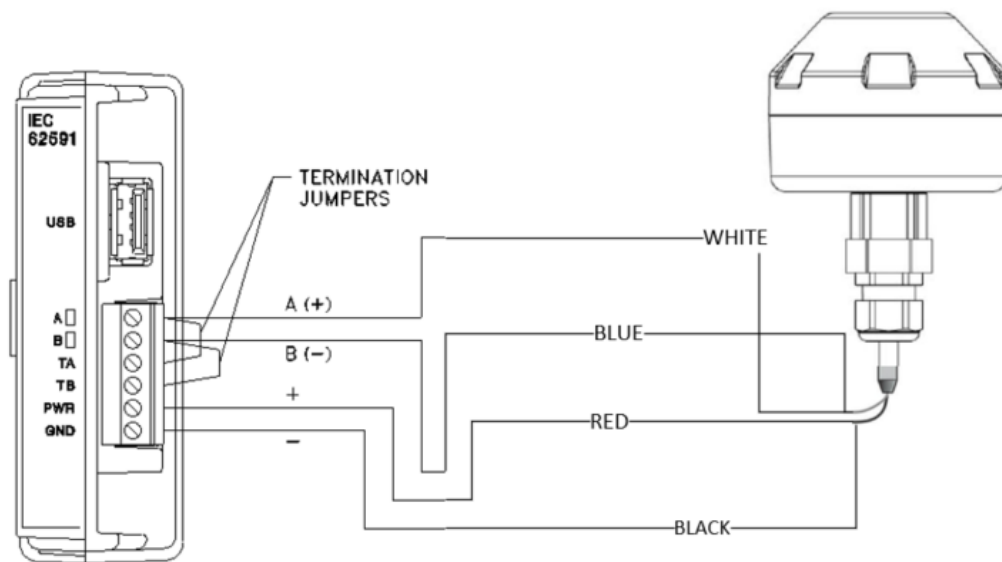 IEC
62591
USB
TERMINATION
JUMPERS
WHITE
A
A (+)
B
BLUE
B (−)
TA
TB
+
PWR
RED
GND
−
BLACK